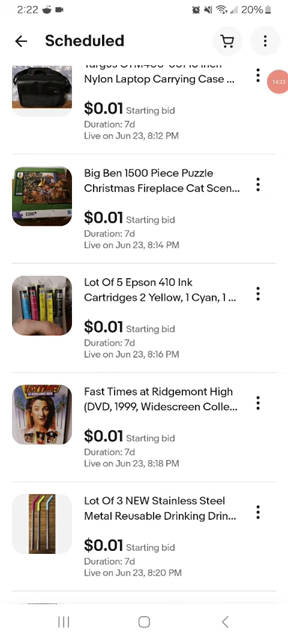 2:22
20%
Scheduled
14:23
Nylon Laptop Carrying Case ...
$0.01 Starting bid
Duration: 7d
Live on Jun 23, 8:12 PM
Big Ben 1500 Piece Puzzle
Christmas Fireplace Cat Scen...
$0.01 Starting bid
Duration: 7d
Live on Jun 23, 8:14 PM
Lot Of 5 Epson 410 Ink
Cartridges 2 Yellow, 1 Cyan, 1 ...
$0.01 Starting bid
Duration: 7d
Live on Jun 23, 8:16 PM
Fast Times at Ridgemont High
(DVD, 1999, Widescreen Colle...
$0.01 Starting bid
Duration: 7d
Live on Jun 23, 8:18 PM
Lot Of 3 NEW Stainless Steel
Metal Reusable Drinking Drin...
$0.01 Starting bid
Duration: 7d
Live on Jun 23, 8:20 PM